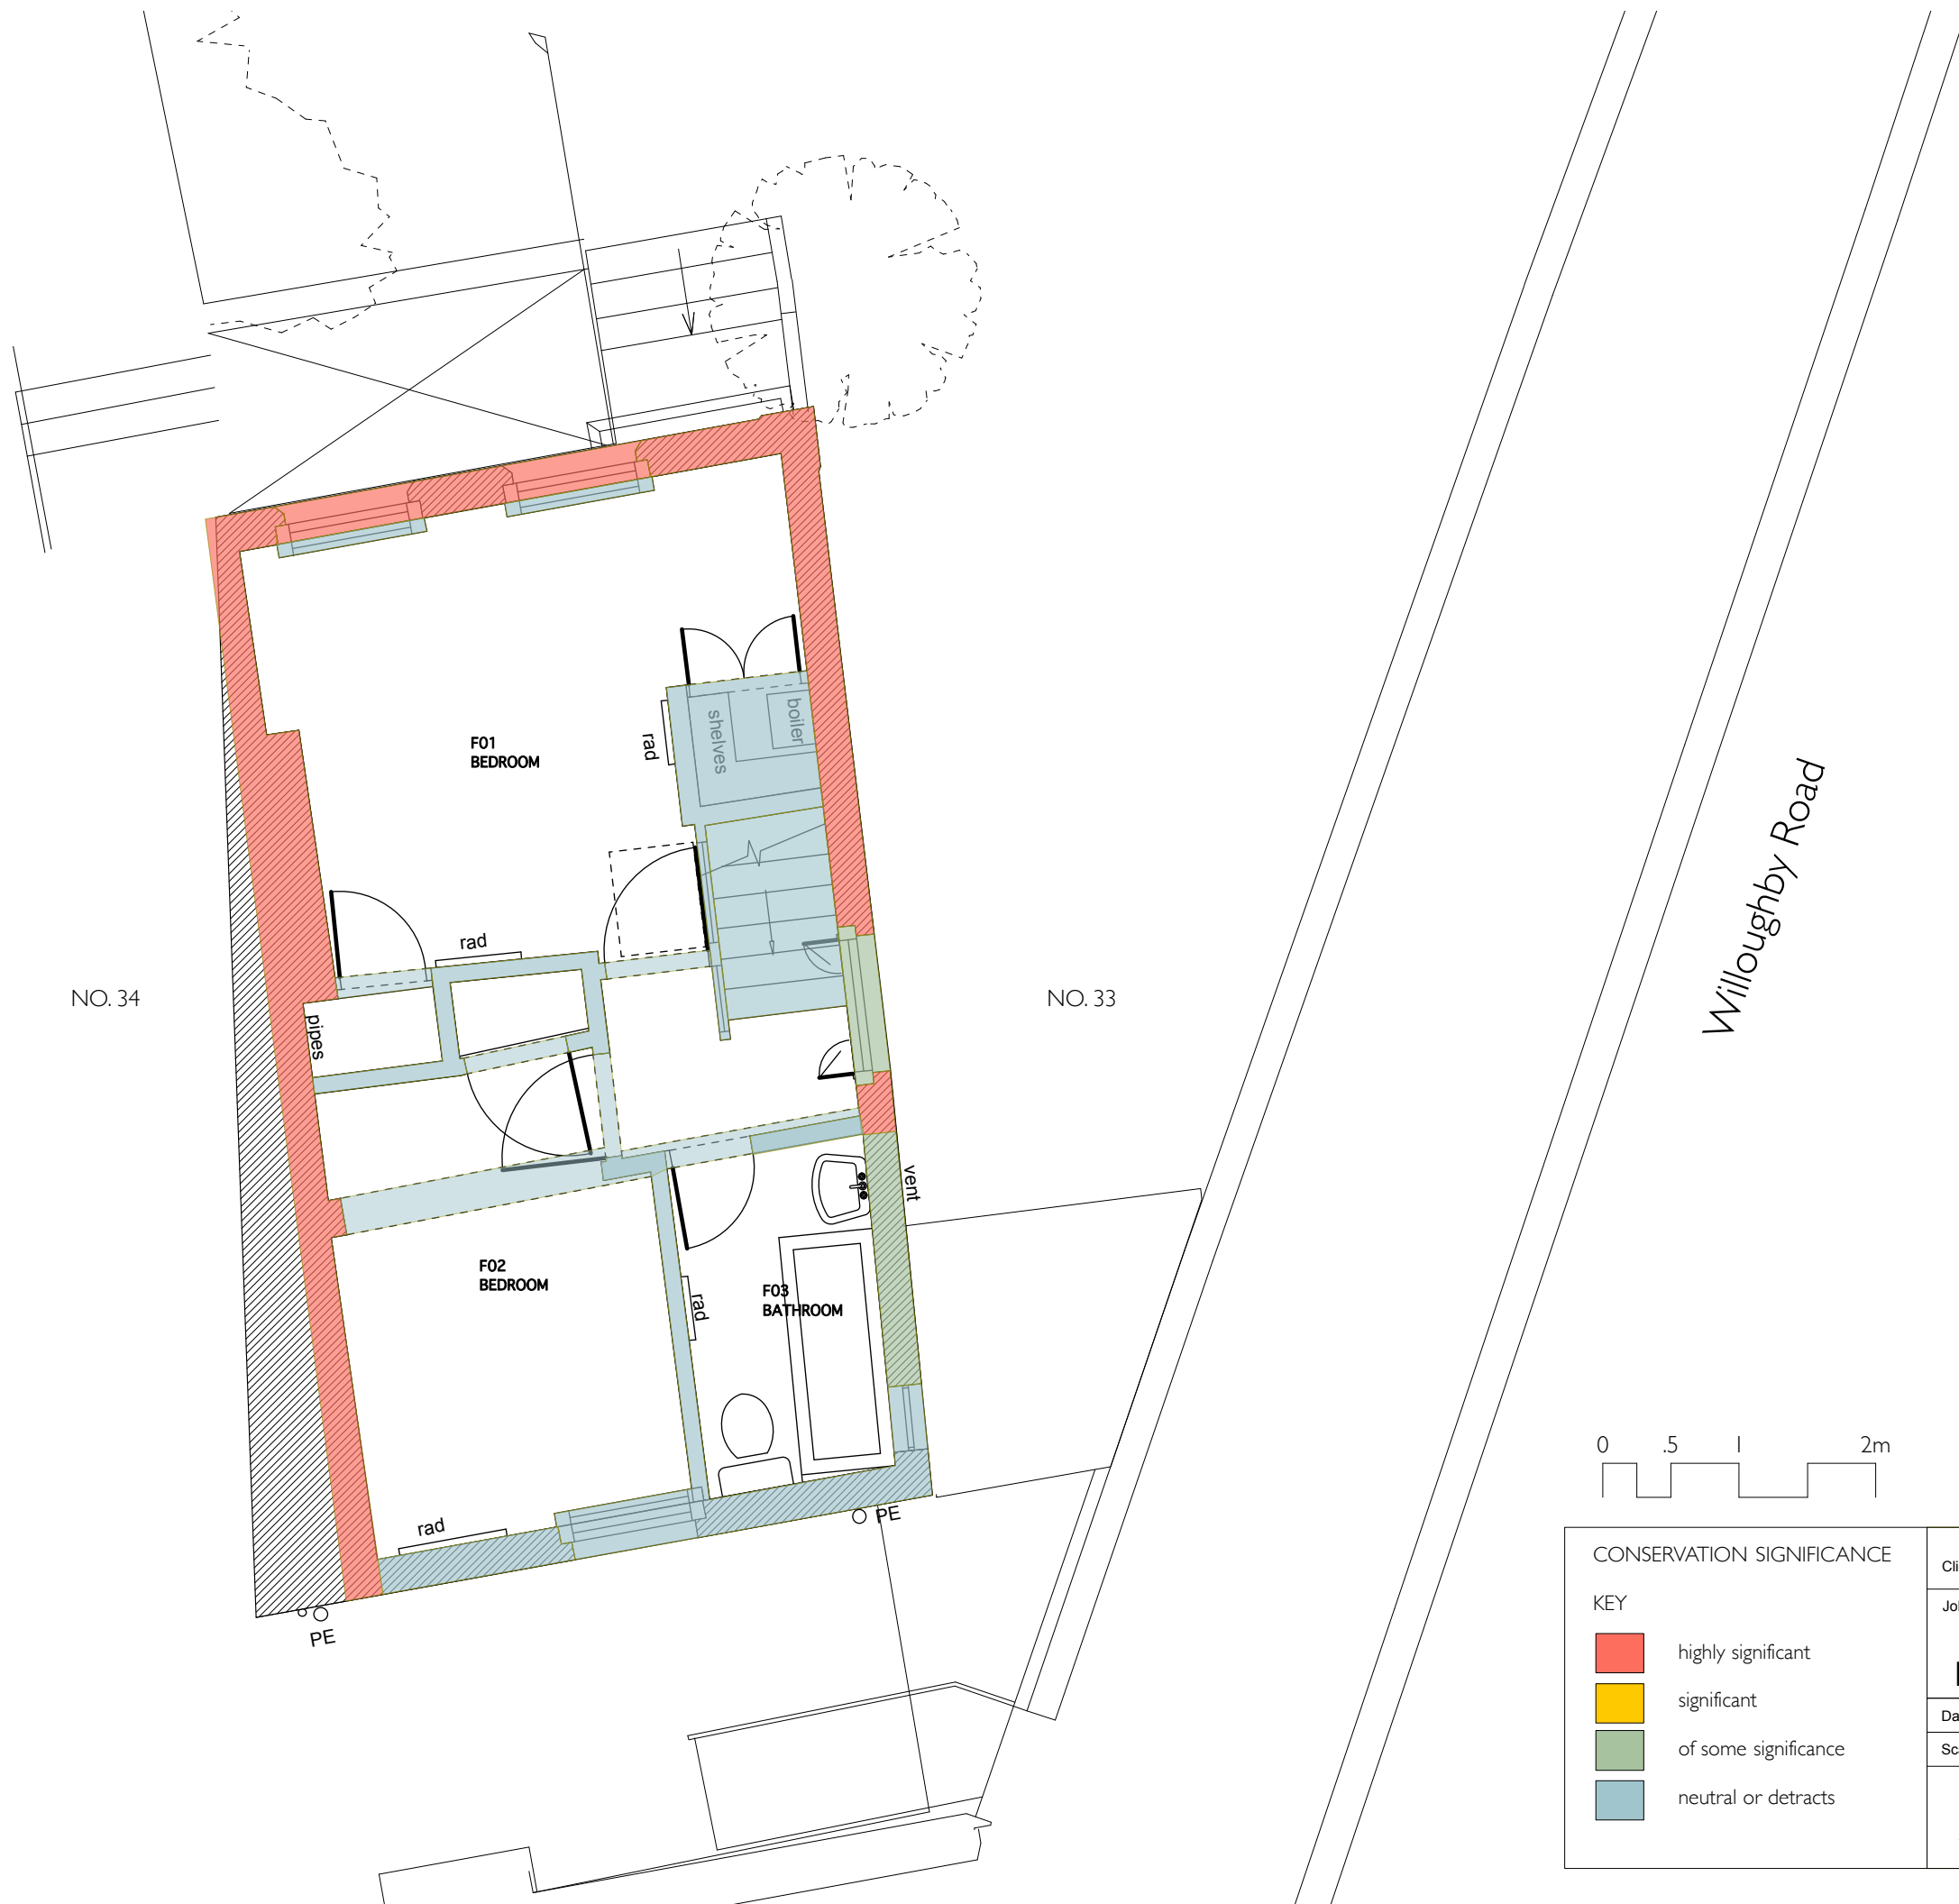 shelves
boiler
rad
F01
BEDROOM
rad
NO. 34
NO. 33
Willoughby Road
pipes
vent
F02
BEDROOM
F03
BATHROOM
rad
rad
PE
PE
0 .5 1 2m
CONSERVATION SIGNIFICANCE
KEY
highly significant
significant
of some significance
neutral or detracts